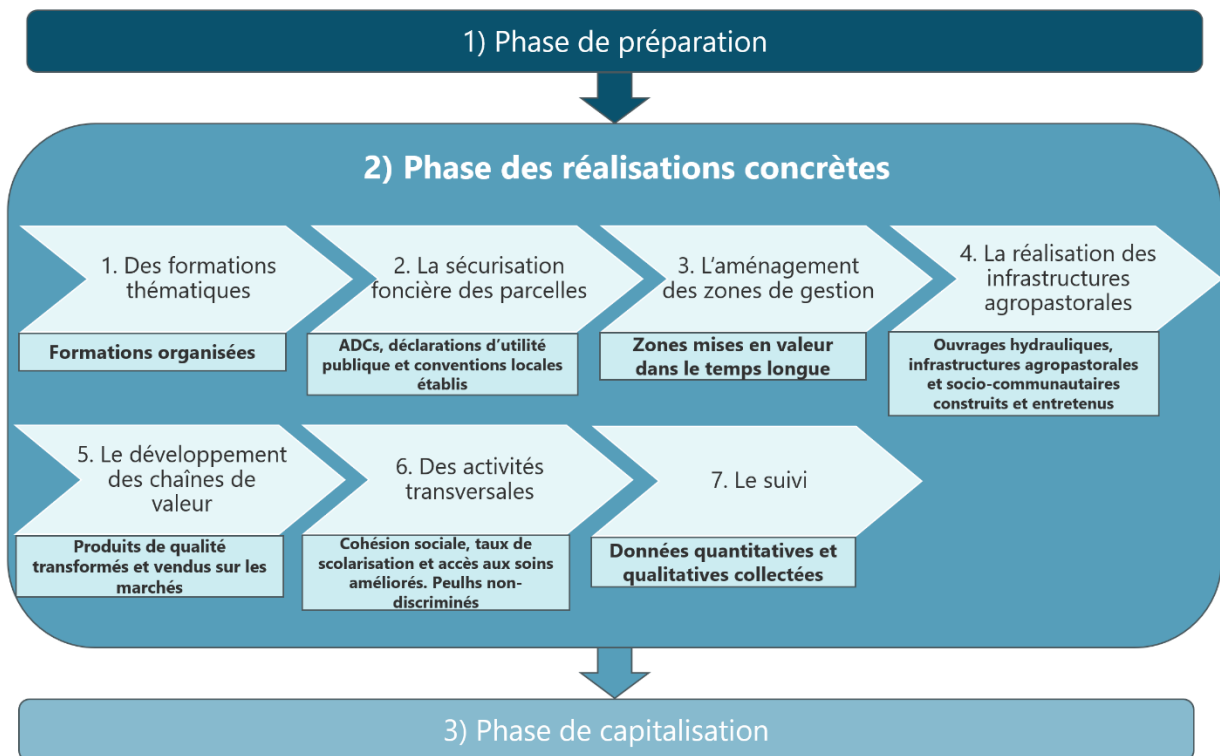 1) Phase de préparation
2) Phase des réalisations concrètes
1. Des formations
thématiques
Formations organisées
2. La sécurisation
foncière des parcelles
ADCs, déclarations d'utilité
publique et conventions locales
établis
3. L'aménagement
des zones de gestion
Zones mises en valeur
dans le temps longue
4. La réalisation des
infrastructures
agropastorales
Ouvrages hydrauliques,
infrastructures agropastorales
et socio-communautaires
construits et entretenus
5. Le développement
des chaînes de
valeur
Produits de qualité
transformés et vendus sur les
marchés
6. Des activités
transversales
Cohésion sociale, taux de
scolarisation et accès aux soins
améliorés. Peulhs non-
discriminés
7. Le suivi
Données quantitatives et
qualitatives collectées
3) Phase de capitalisation